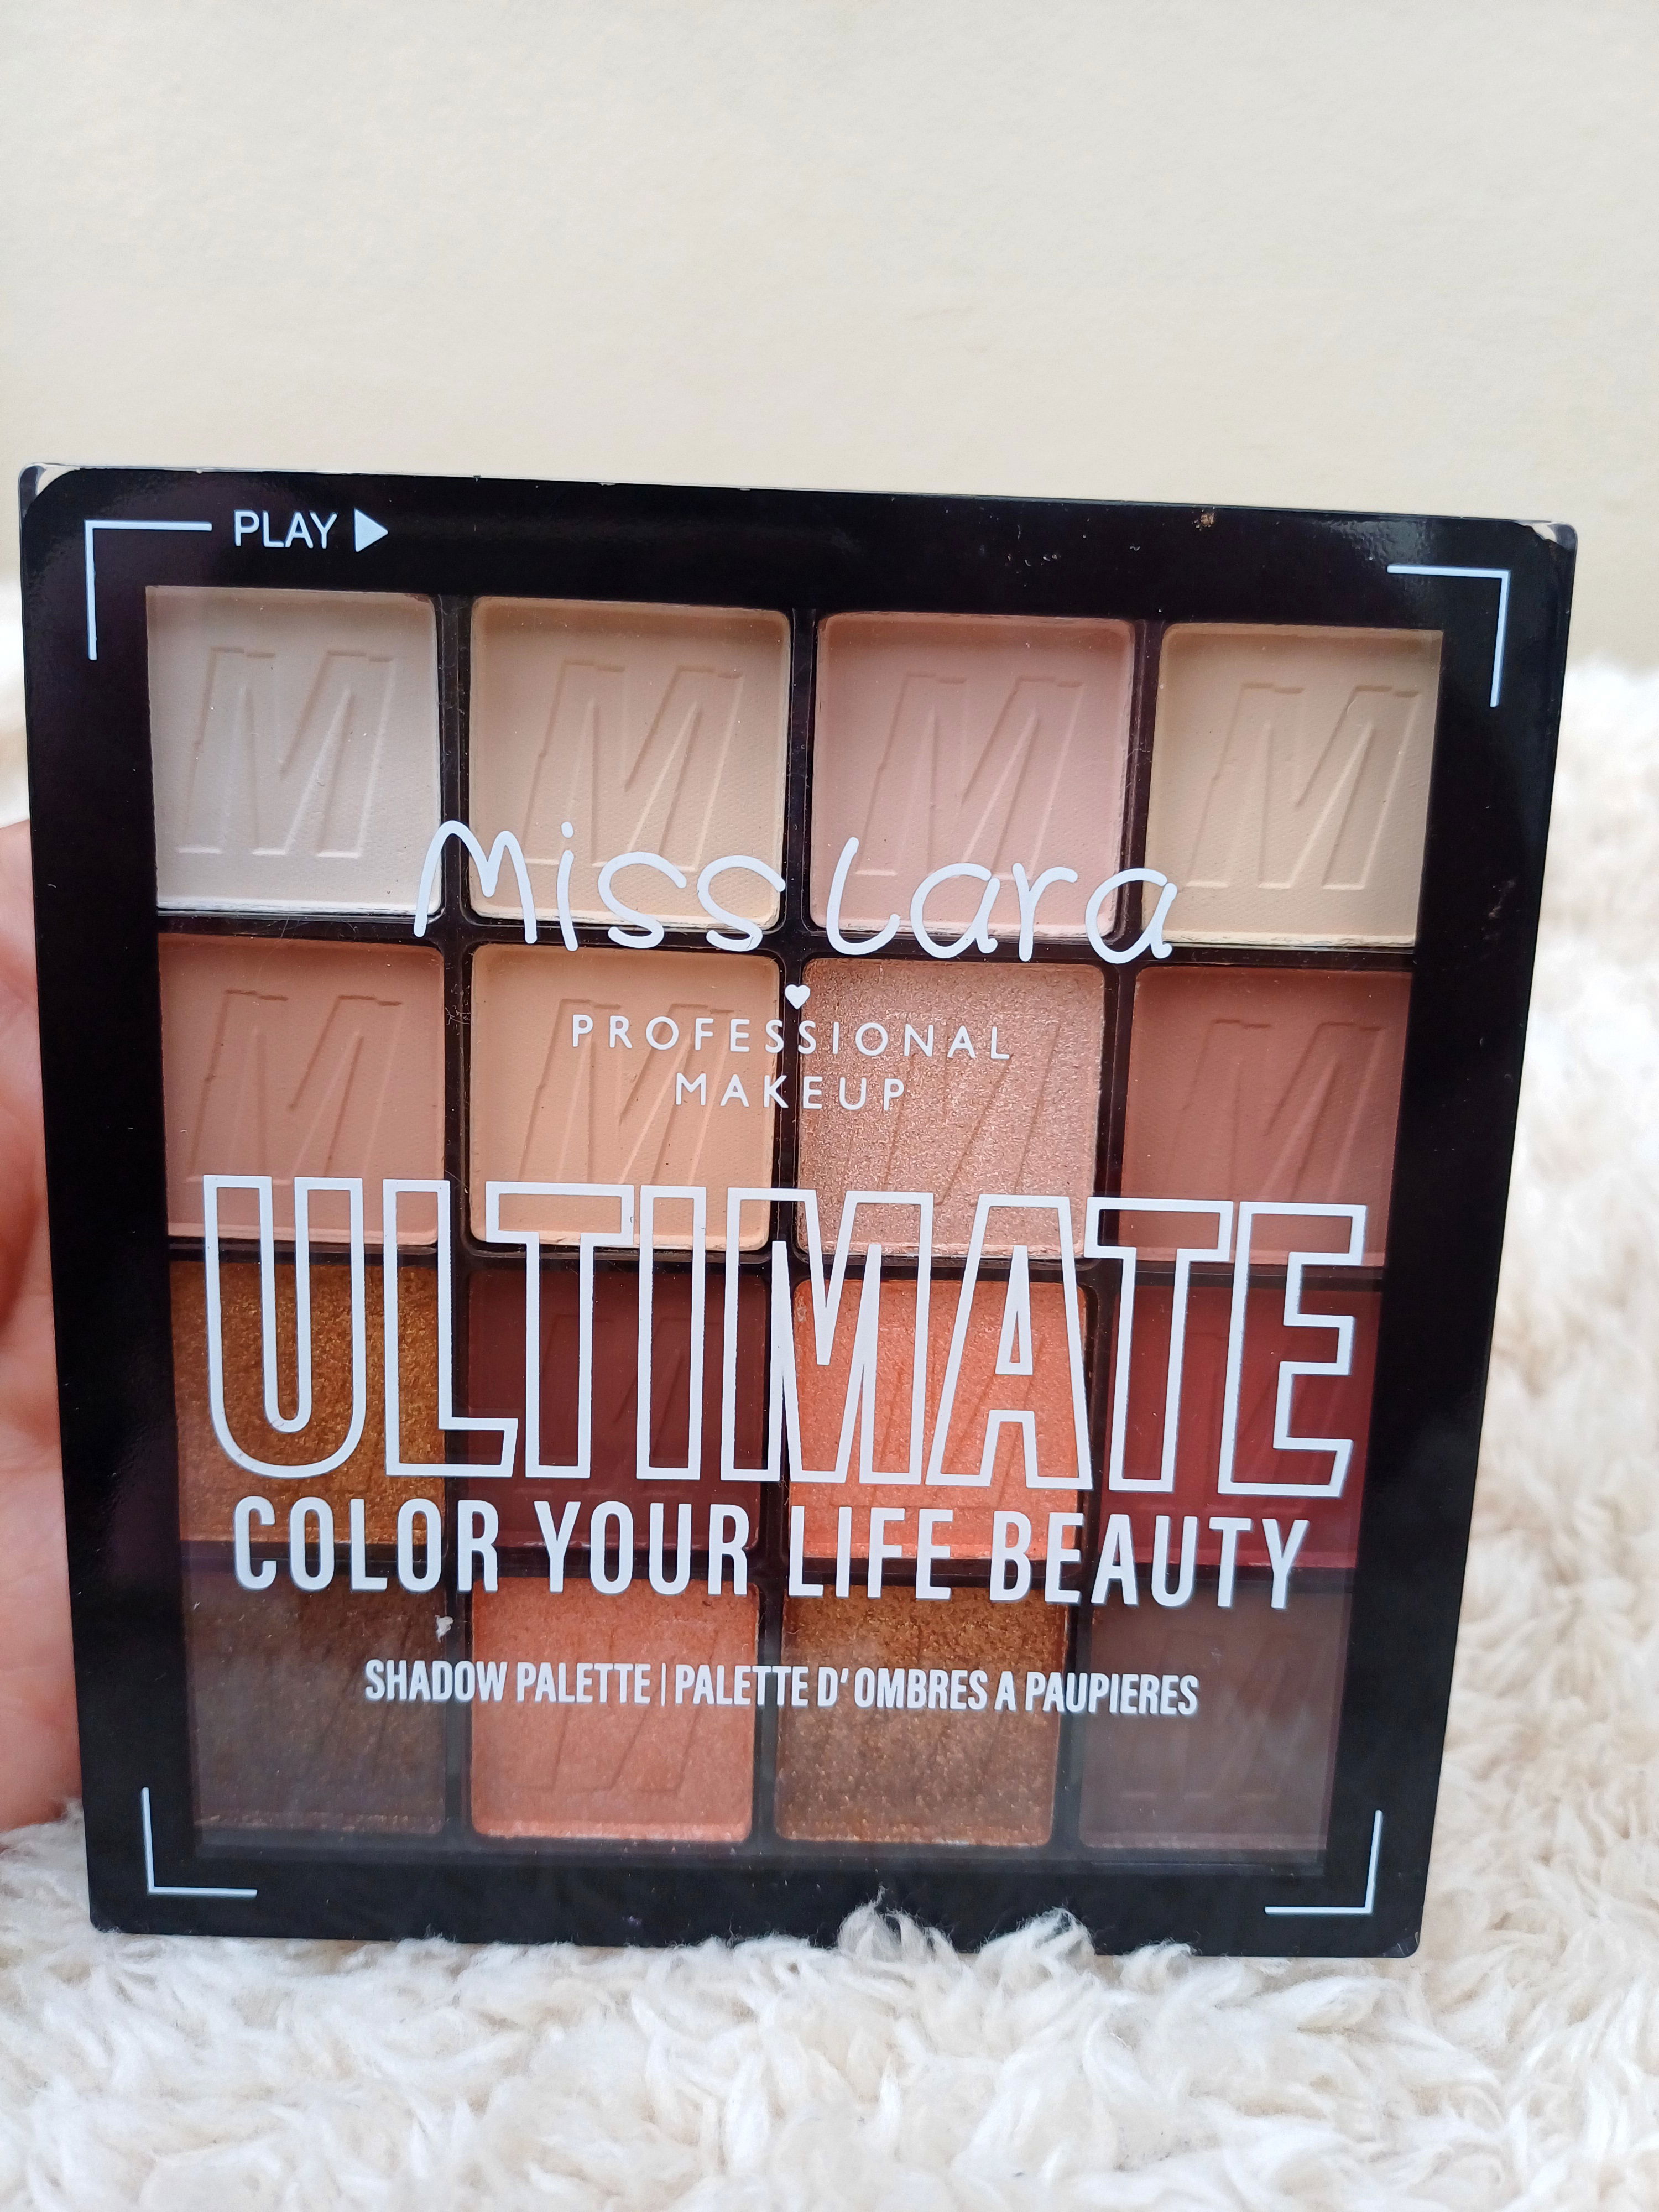 PLAY
M M M M
Miss Lara
M M M M
PROFESSIONAL
MAKEUP
ULTIMATE
COLOR YOUR LIFE BEAUTY
SHADOW PALETTE | PALETTE D'OMBRES A PAUPIERES